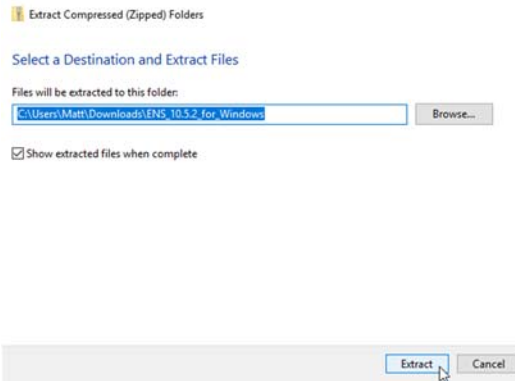 Extract Compressed (Zipped) Folders
Select a Destination and Extract Files
Files will be extracted to this folder:
C:\Users\Matt\Downloads\ENS_10.5.2_for_Windows
Browse...
Show extracted files when complete
Extract
Cancel